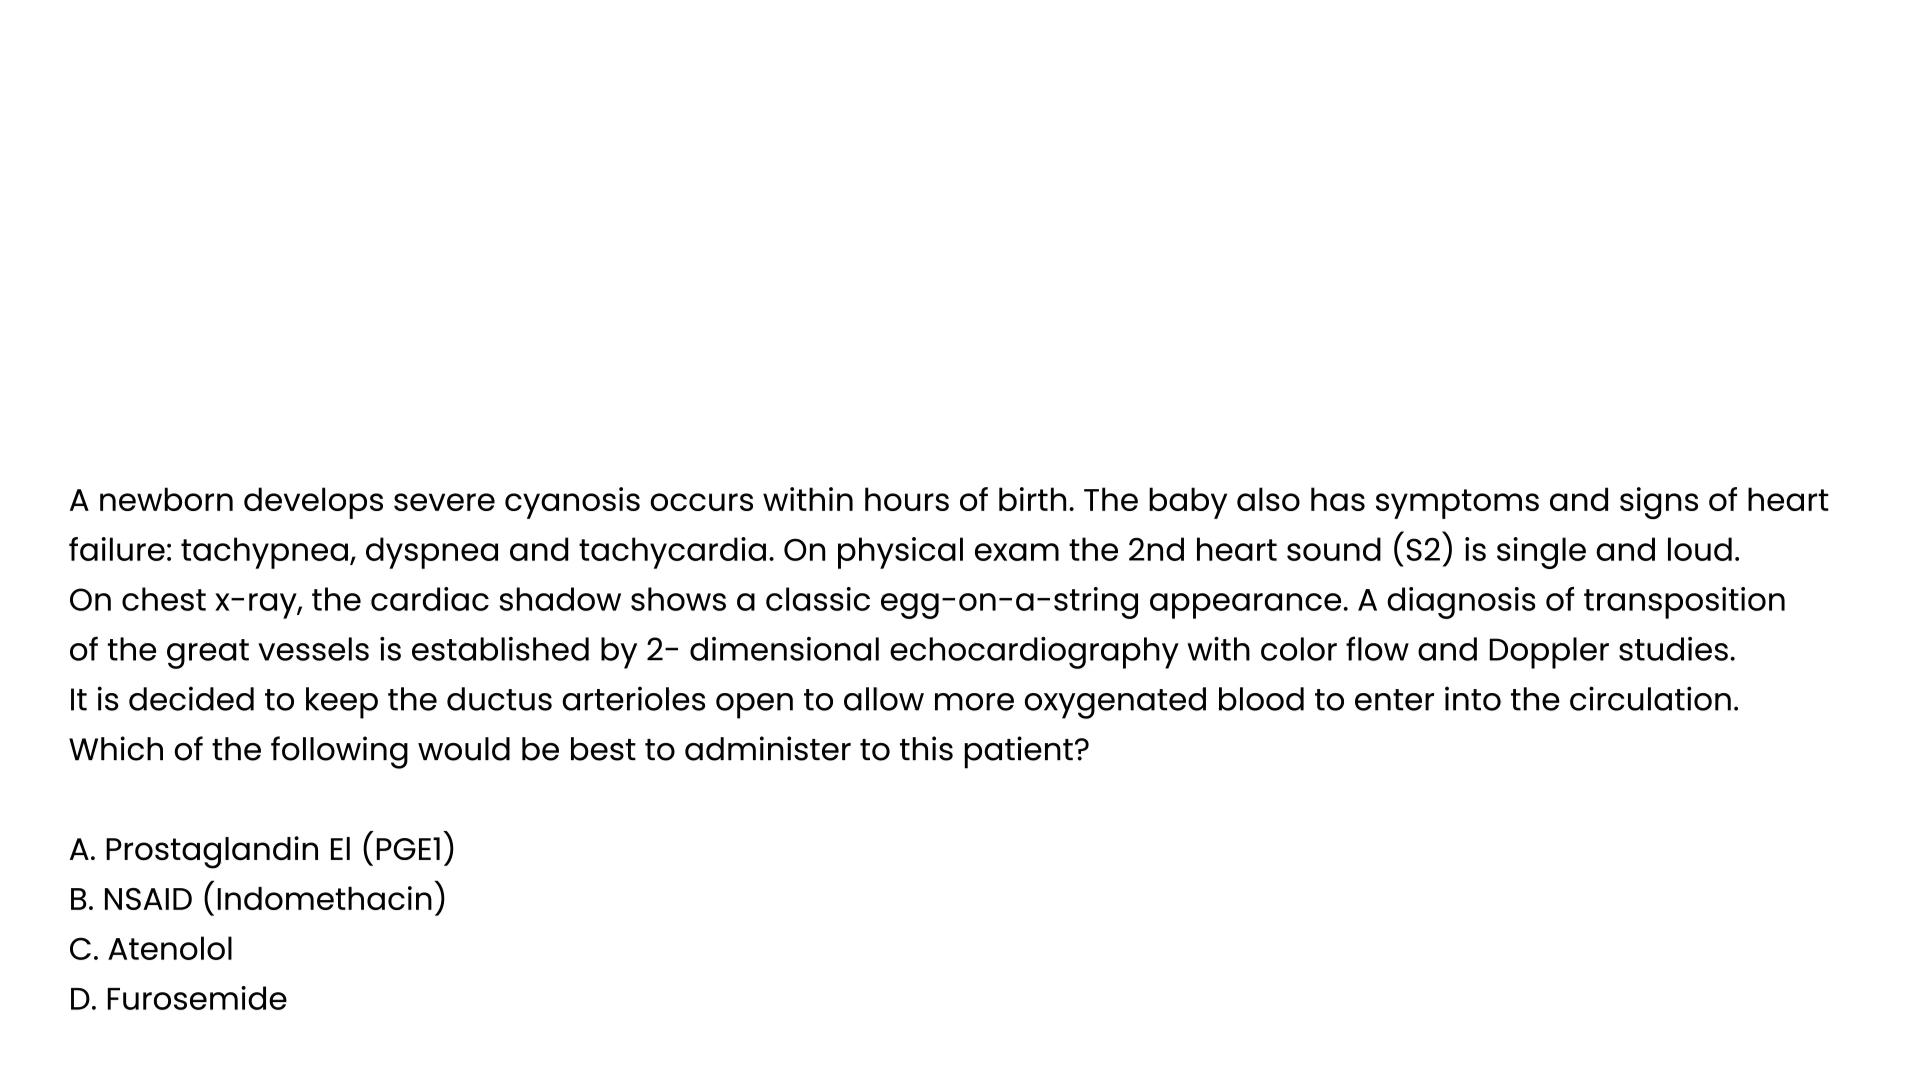 A newborn develops severe cyanosis occurs within hours of birth. The baby also has symptoms and signs of heart
failure: tachypnea, dyspnea and tachycardia. On physical exam the 2nd heart sound (S2) is single and loud.
On chest x-ray, the cardiac shadow shows a classic egg-on-a-string appearance. A diagnosis of transposition
of the great vessels is established by 2- dimensional echocardiography with color flow and Doppler studies.
It is decided to keep the ductus arterioles open to allow more oxygenated blood to enter into the circulation.
Which of the following would be best to administer to this patient?
A. Prostaglandin El (PGE1)
B. NSAID (Indomethacin)
C. Atenolol
D. Furosemide